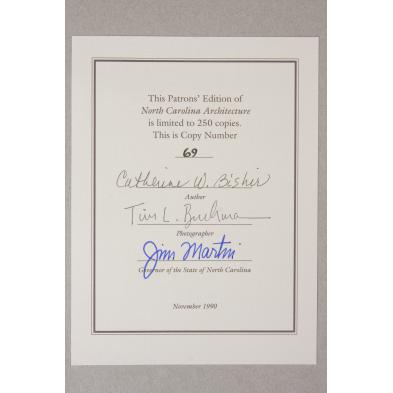 This Patrons' Edition of
North Carolina Architecture
is limited to 250 copies.
This is Copy Number
69
Catherine W. Bishir
Author
Tim L. Buchman
Photographer
Jim Martin
Governor of the State of North Carolina
November 1990